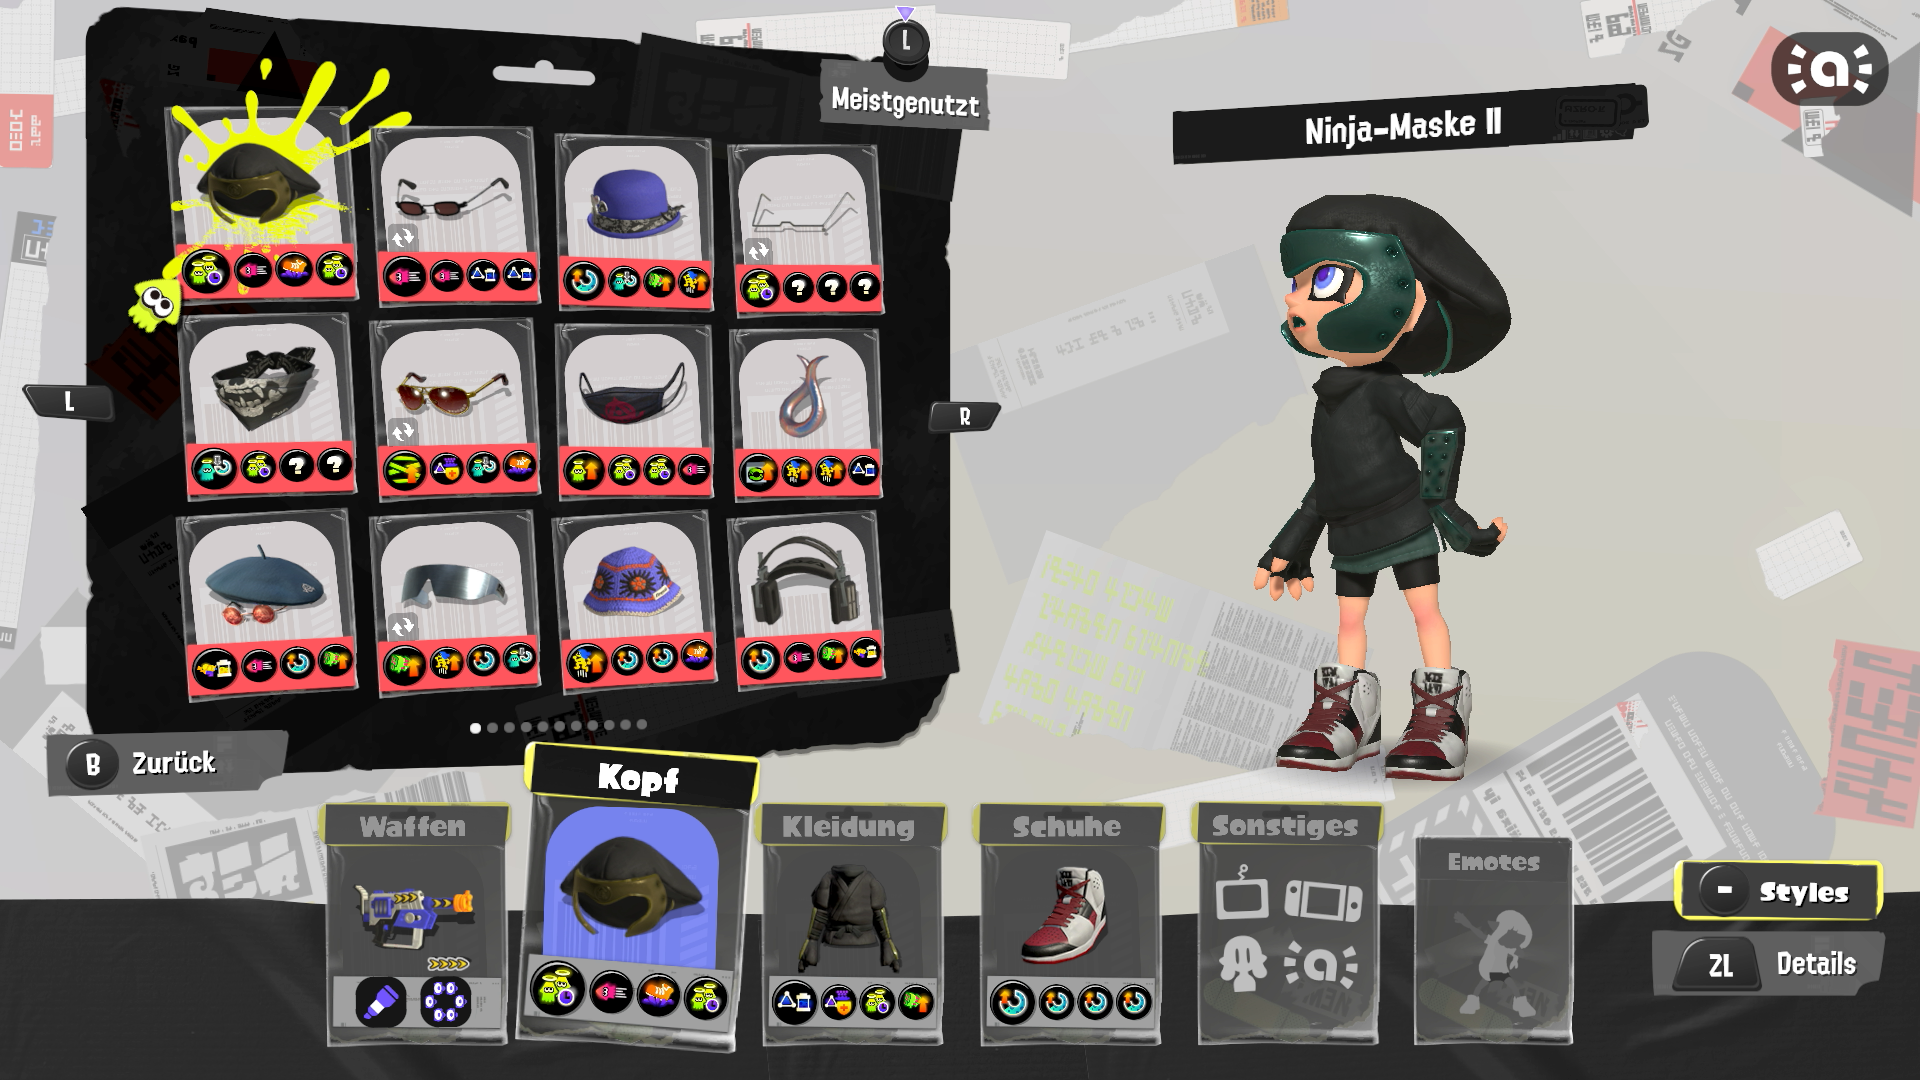 L
Meistgenutzt
Ninja-Maske II
L
R
? ? ?
? ?
B Zurück
Waffen
Kopf
Kleidung
Schuhe
Sonstiges
Emotes
- Styles
ZL Details